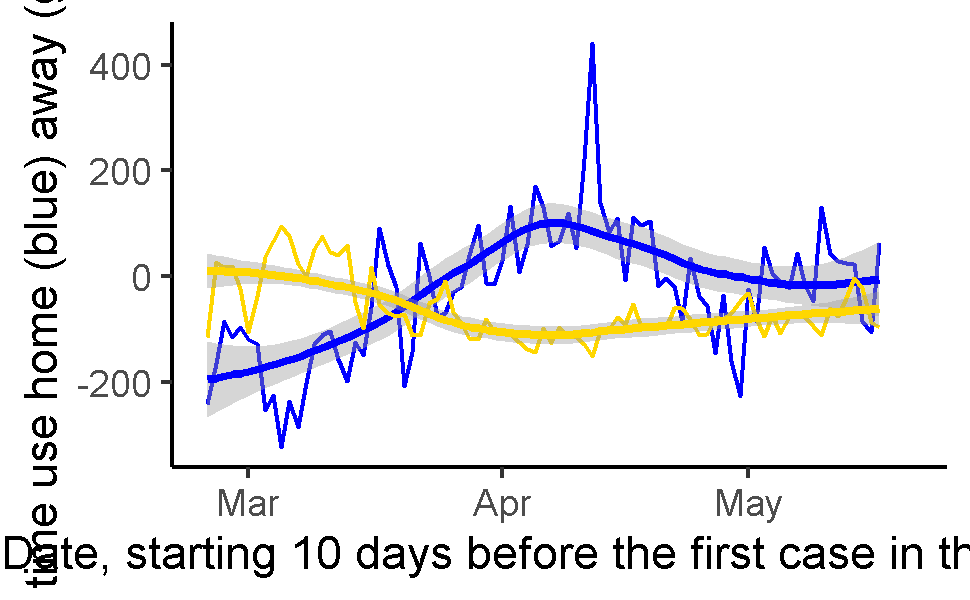 time use home (blue) away (
400
200
0
-200
Mar Apr May
Date, starting 10 days before the first case in th